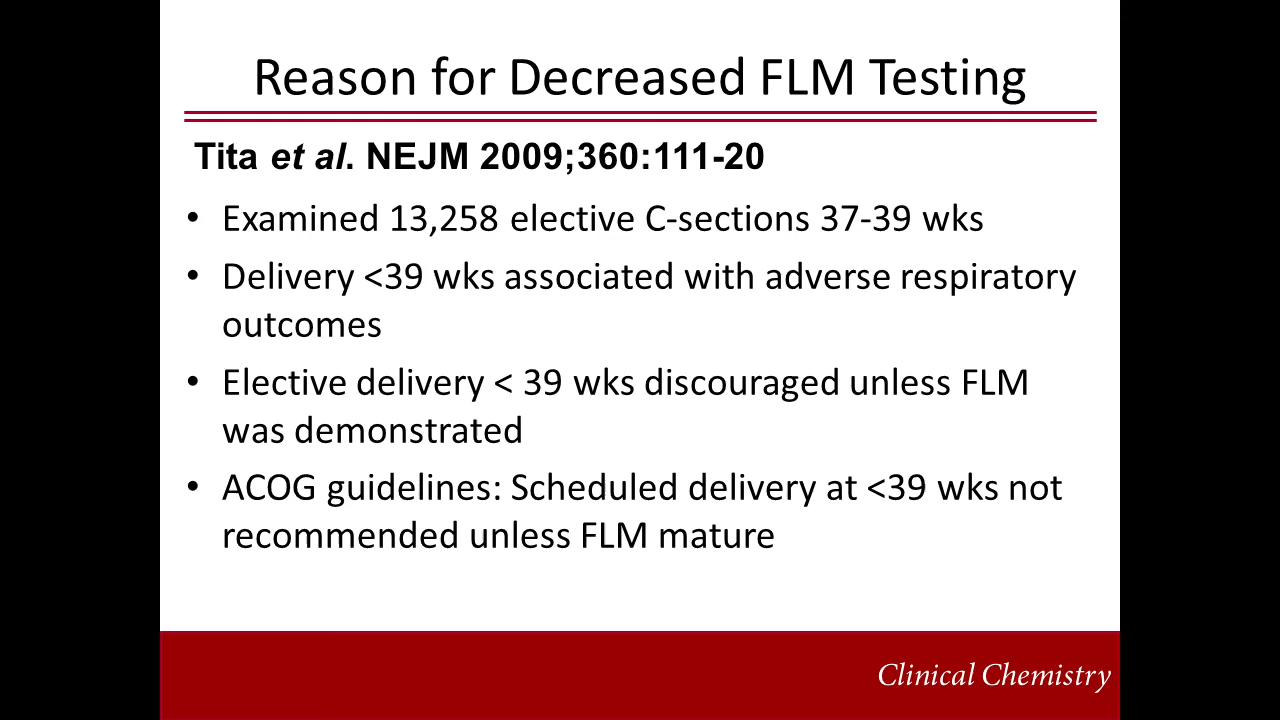 Reason for Decreased FLM Testing
Tita et al. NEJM 2009;360:111-20
• Examined 13,258 elective C-sections 37-39 wks
• Delivery <39 wks associated with adverse respiratory
outcomes
• Elective delivery < 39 wks discouraged unless FLM
was demonstrated
• ACOG guidelines: Scheduled delivery at <39 wks not
recommended unless FLM mature
Clinical Chemistry